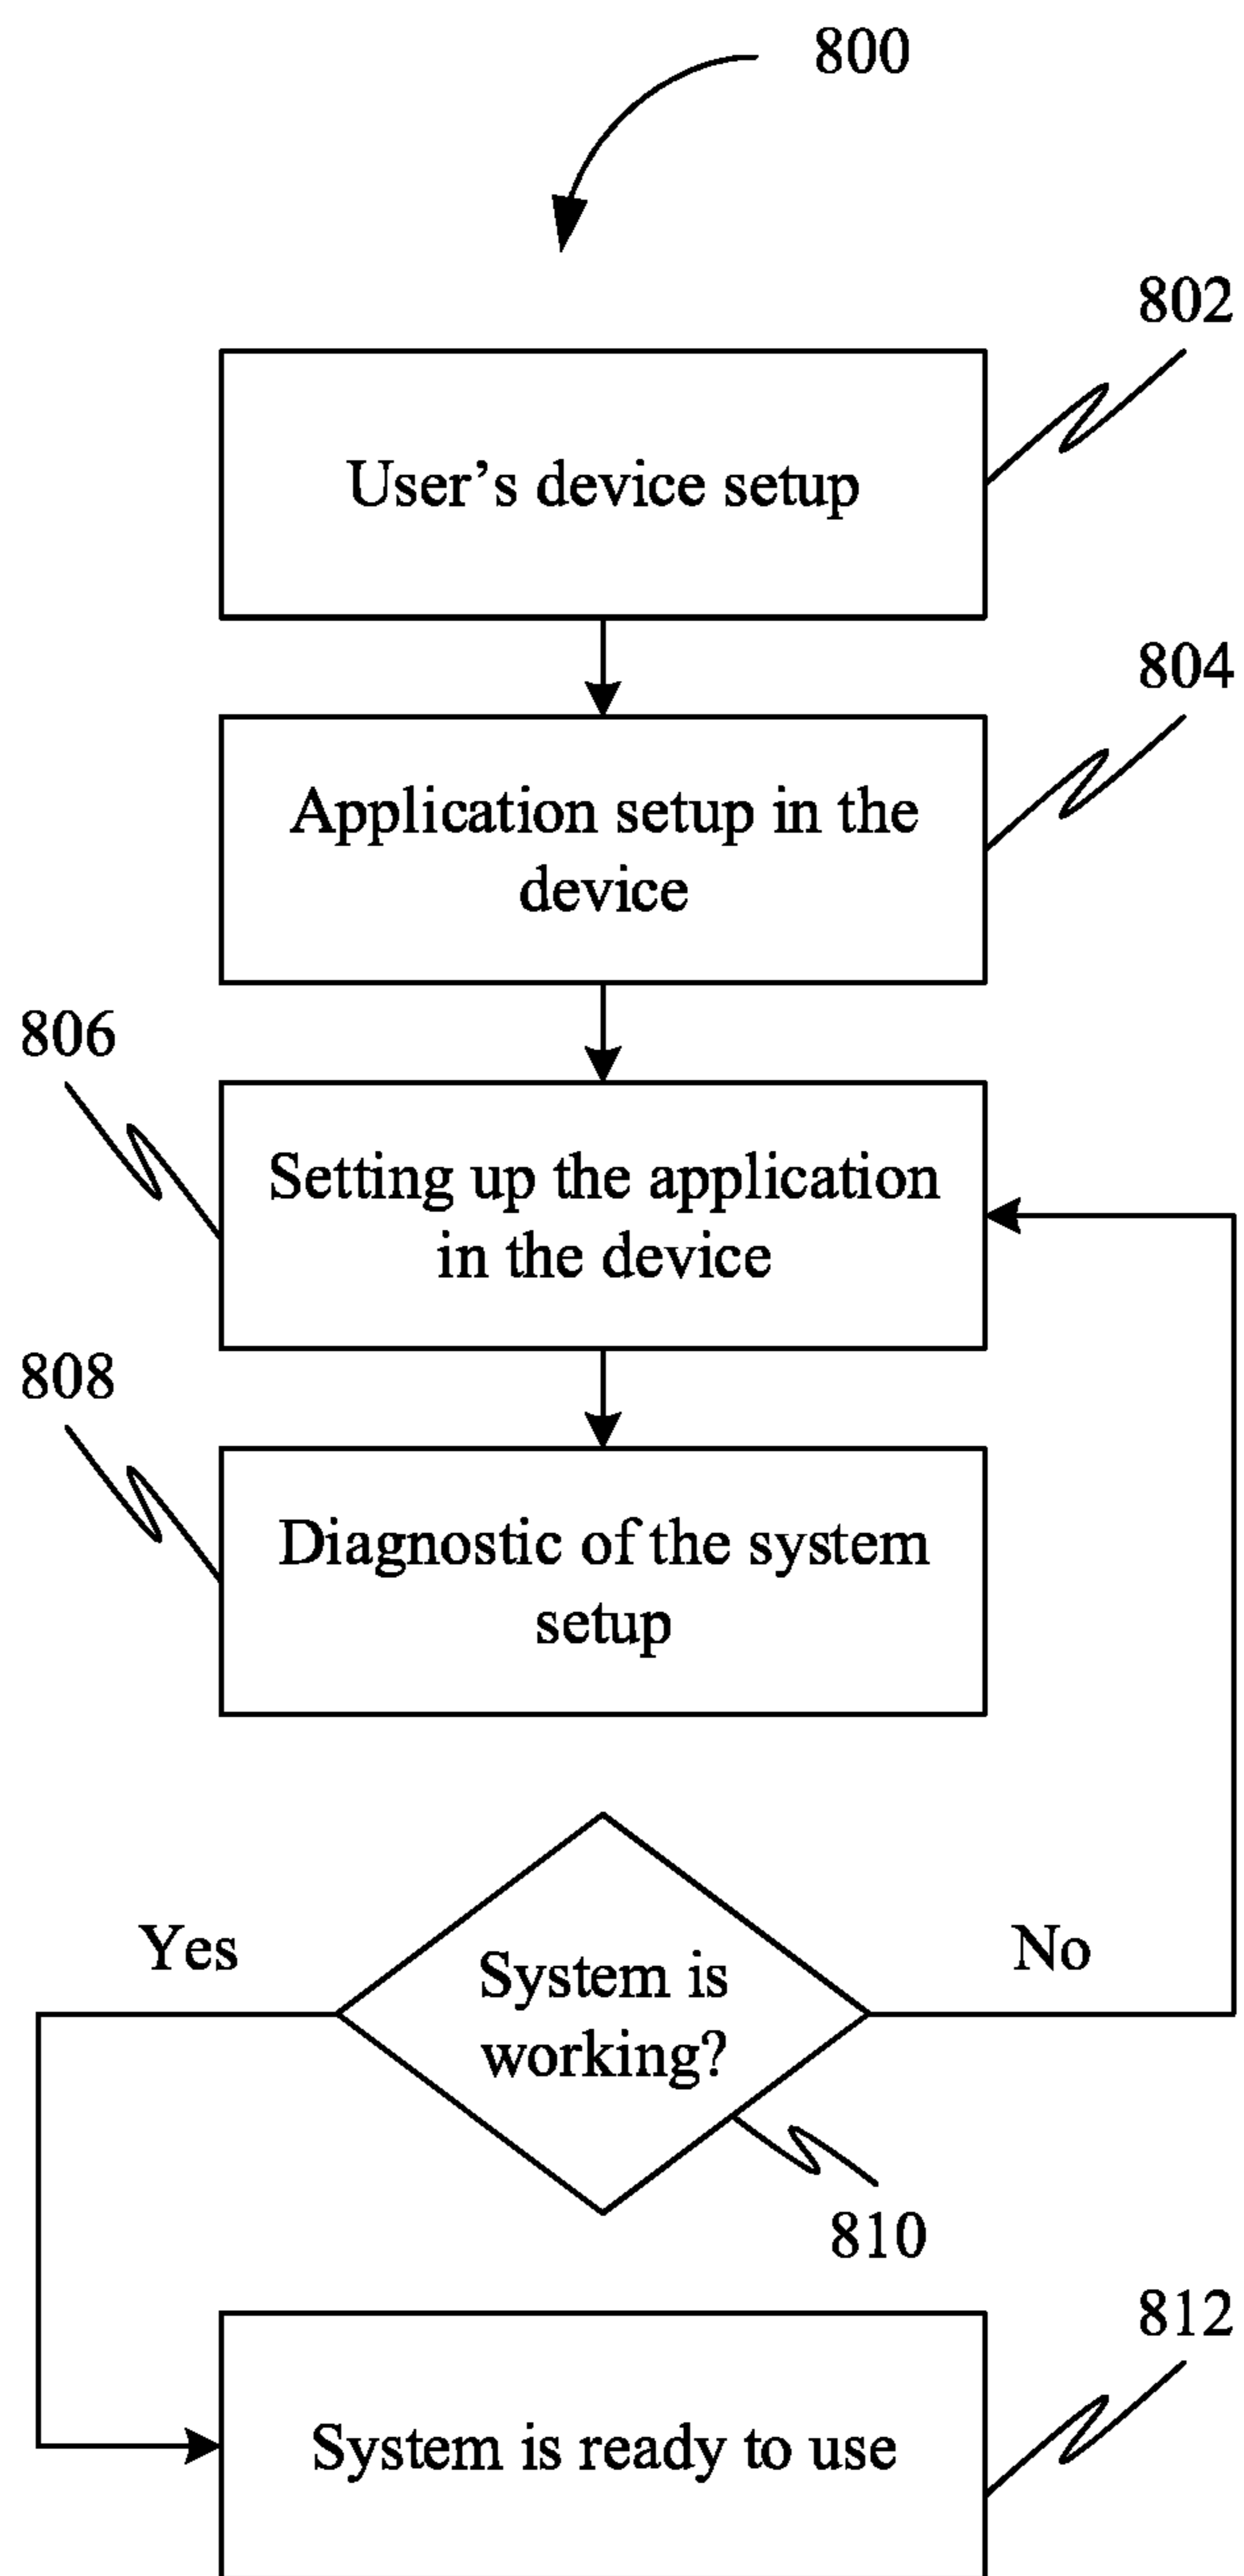 800
802
User’s device setup
804
Application setup in the
device
806
Setting up the application
in the device
808
Diagnostic of the system
setup
Yes
No
System is
working?
810
812
System is ready to use